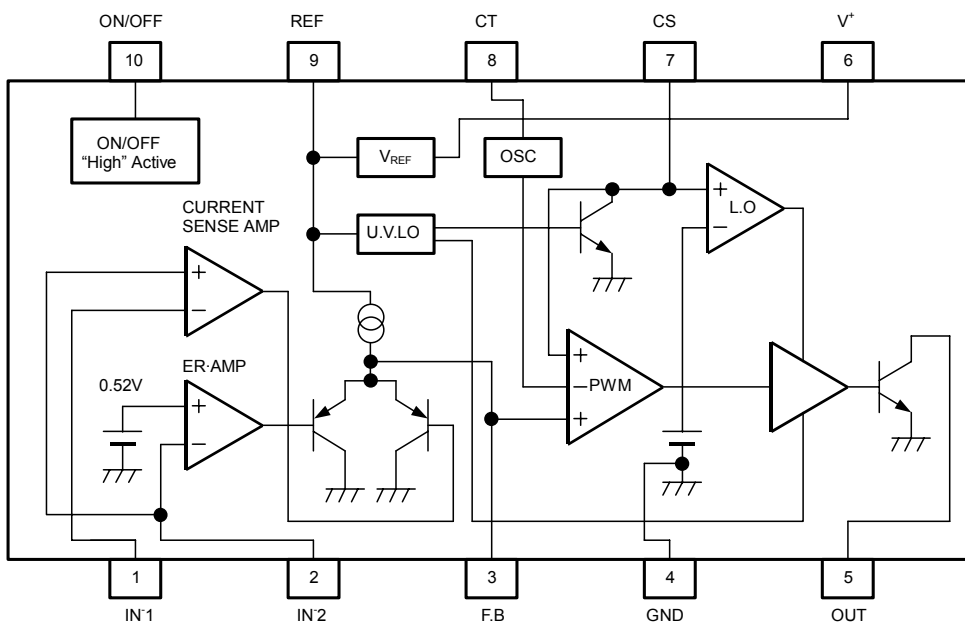 ON/OFF REF CT CS V⁺
10 9 8 7 6
ON/OFF
“High” Active
VREF
OSC
CURRENT
SENSE AMP
U.V.LO
+ L.O
−
+
−
ER·AMP
0.52V
+
−
+
− PWM
+
1 2 3 4 5
IN⁻1 IN⁻2 F.B GND OUT